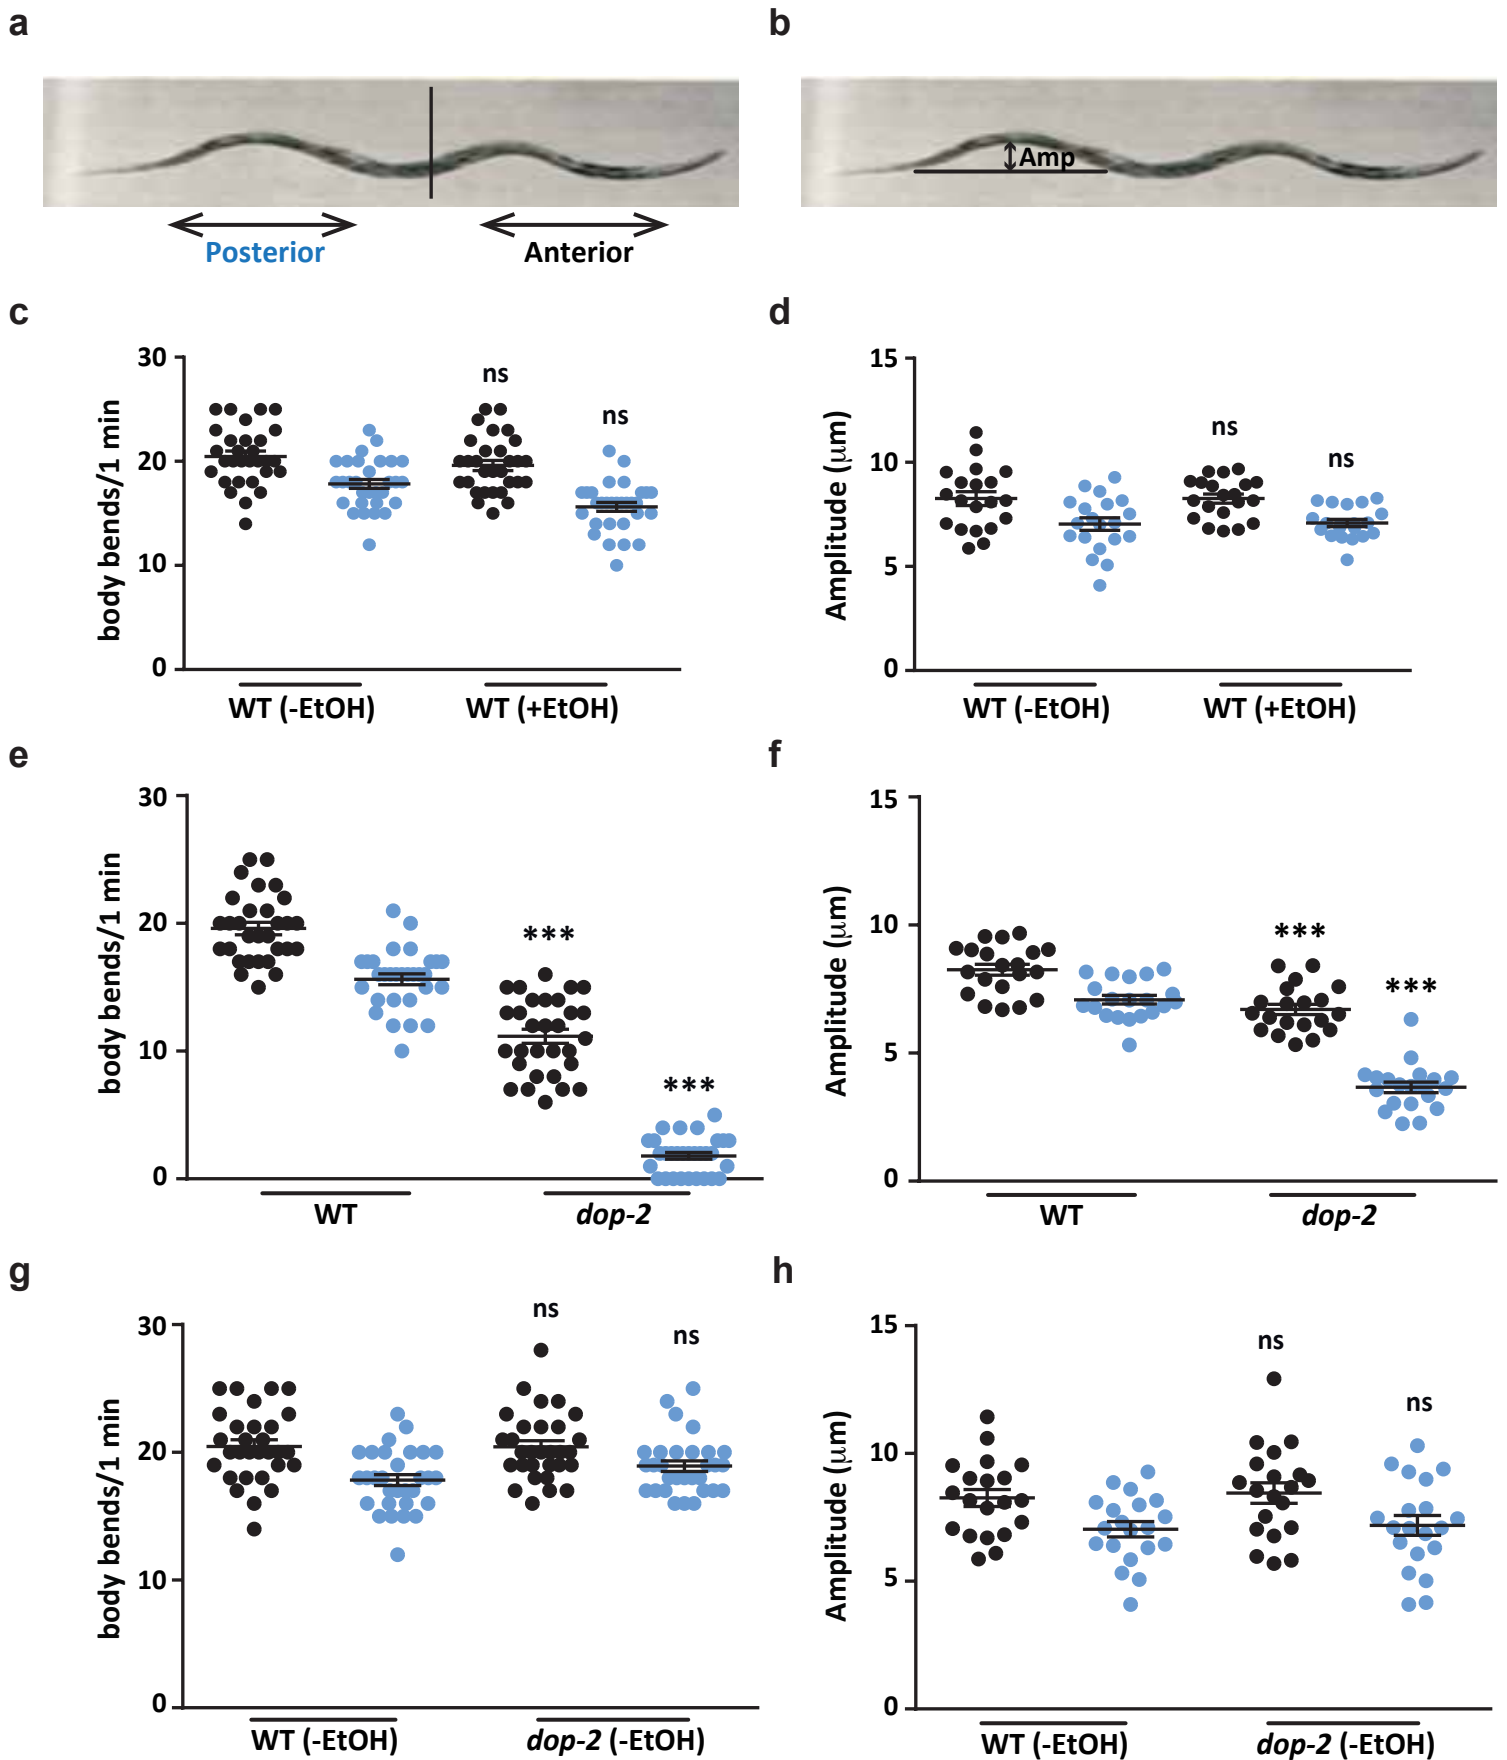 a
b
Amp
Posterior
Anterior
c
d
30
20
10
0
body bends/1 min
ns
ns
WT (-EtOH)
WT (+EtOH)
15
10
5
0
Amplitude (μm)
ns
ns
WT (-EtOH)
WT (+EtOH)
e
f
30
20
10
0
body bends/1 min
***
***
WT
dop-2
15
10
5
0
Amplitude (μm)
***
***
WT
dop-2
g
h
30
20
10
0
body bends/1 min
ns
ns
WT (-EtOH)
dop-2 (-EtOH)
15
10
5
0
Amplitude (μm)
ns
ns
WT (-EtOH)
dop-2 (-EtOH)